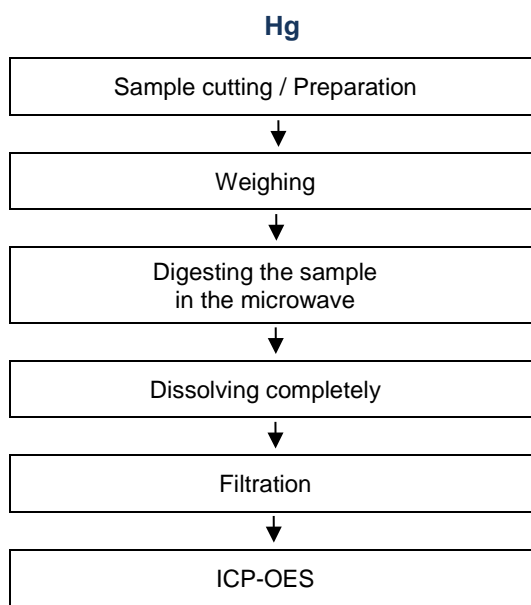 Hg
Sample cutting / Preparation
Weighing
Digesting the sample
in the microwave
Dissolving completely
Filtration
ICP-OES